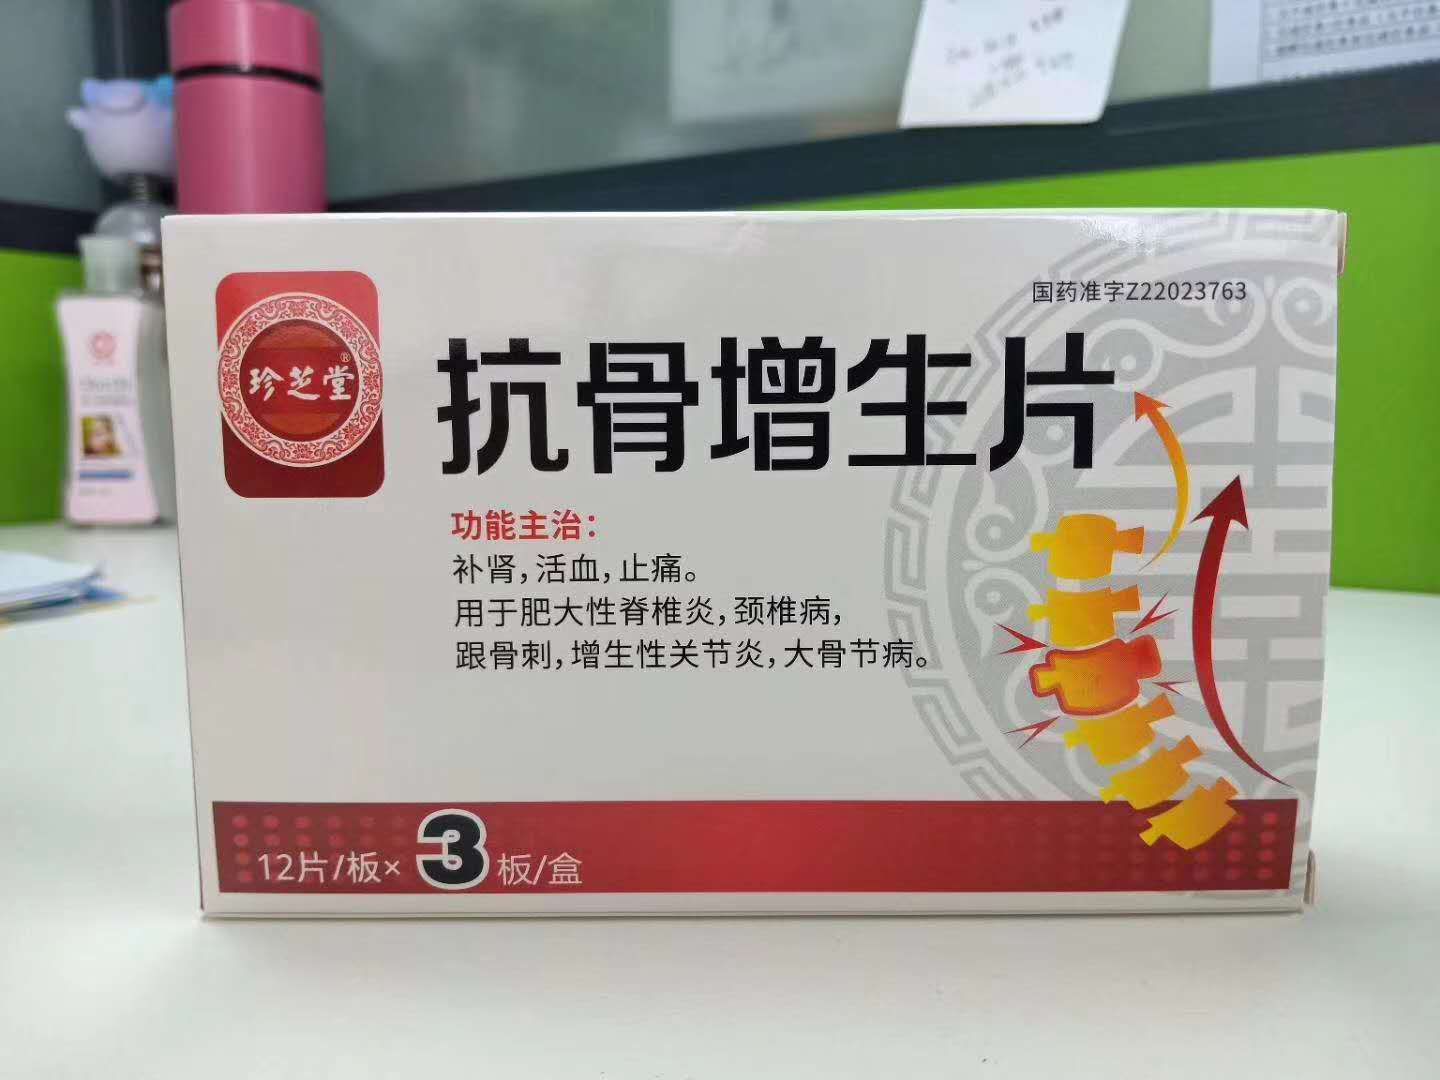 国药准字Z22023763
珍芝堂®
抗骨增生片
功能主治：
补肾，活血，止痛。
用于肥大性脊椎炎，颈椎病，
跟骨刺，增生性关节炎，大骨节病。
12片/板×3板/盒